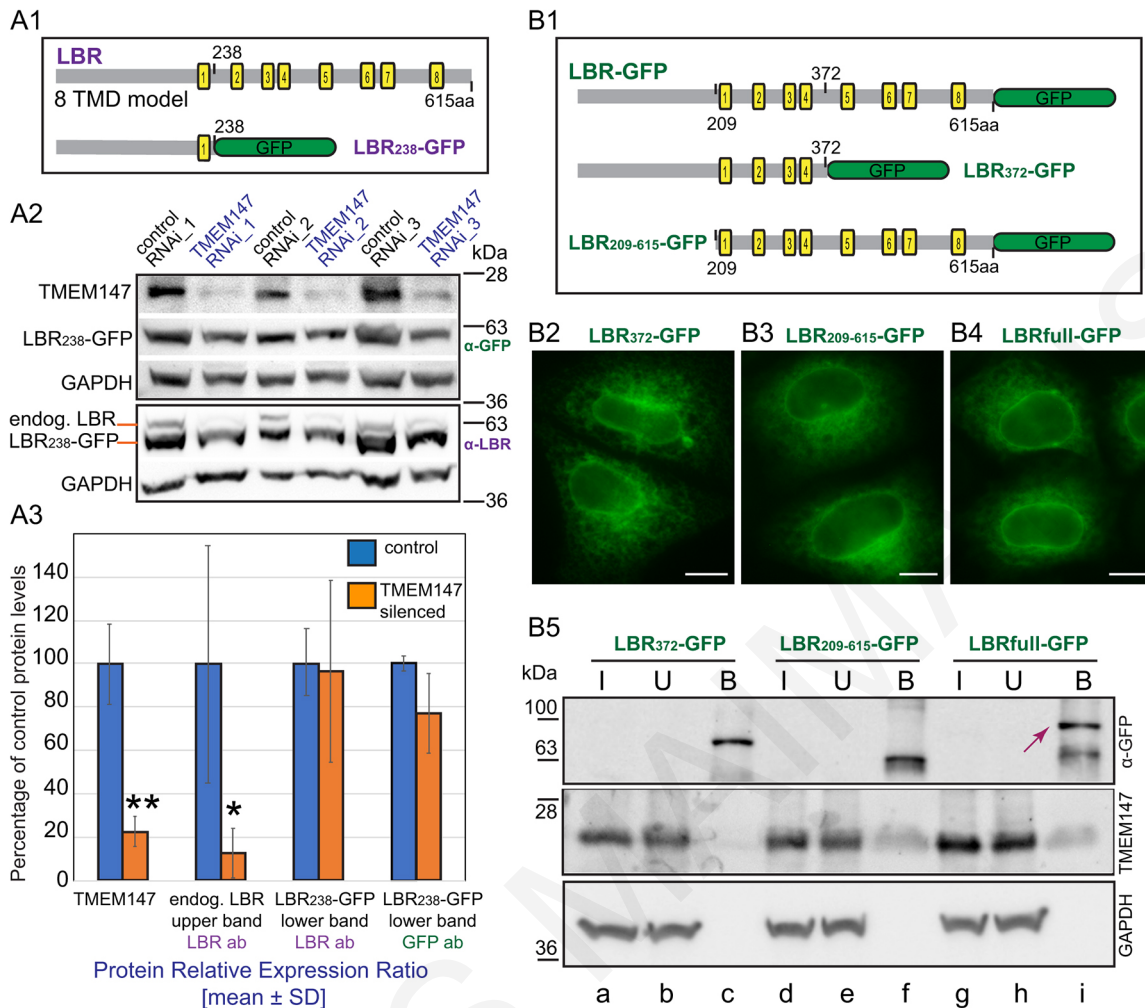 A1
LBR
238
1 2 3 4 5 6 7 8
8 TMD model
615aa
238
1
GFP
LBR238-GFP
A2
control RNAi_1
TMEM147 RNAi_1
control RNAi_2
TMEM147 RNAi_2
control RNAi_3
TMEM147 RNAi_3
kDa
TMEM147
28
LBR238-GFP
63
α-GFP
GAPDH
36
endog. LBR
63
LBR238-GFP
α-LBR
GAPDH
36
A3
Percentage of control protein levels
140
120
100
80
60
40
20
0
control
TMEM147
silenced
**
*
TMEM147
endog. LBR
upper band
LBR ab
LBR238-GFP
lower band
LBR ab
LBR238-GFP
lower band
GFP ab
Protein Relative Expression Ratio
[mean ± SD]
B1
LBR-GFP
372
1 2 3 4 5 6 7 8
GFP
209
615aa
372
1 2 3 4
GFP
LBR372-GFP
LBR209-615-GFP
1 2 3 4 5 6 7 8
GFP
209
615aa
B2
LBR372-GFP
B3
LBR209-615-GFP
B4
LBRfull-GFP
B5
LBR372-GFP
LBR209-615-GFP
LBRfull-GFP
kDa
I U B I U B I U B
100
63
α-GFP
28
TMEM147
36
GAPDH
a b c d e f g h i